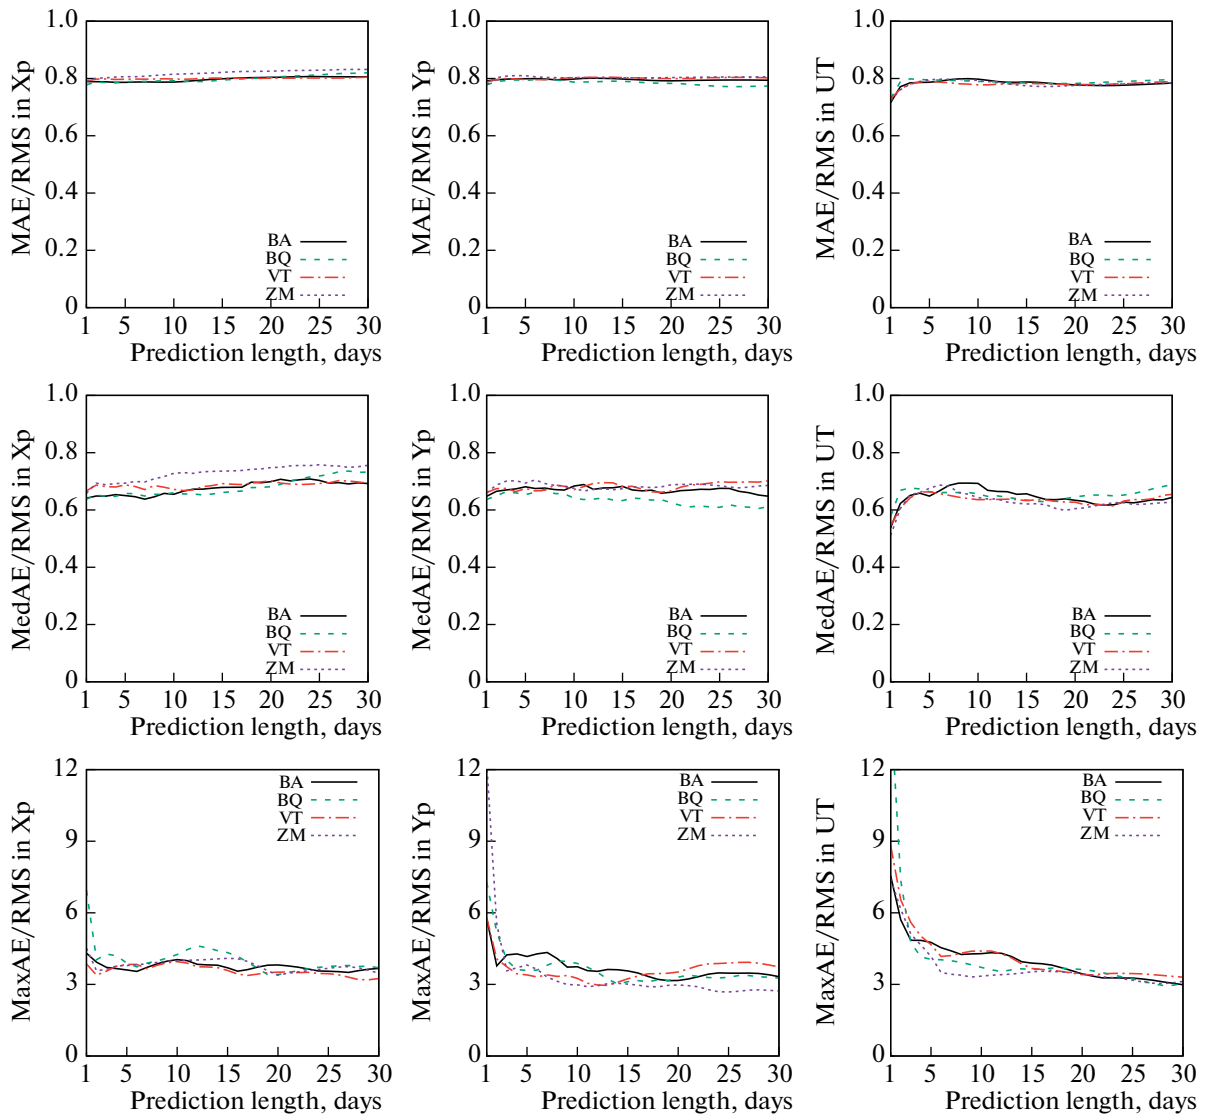 MAE/RMS in Xp
1.0
0.8
0.6
0.4
0.2
0
BA
BQ
VT
ZM
1 5 10 15 20 25 30
Prediction length, days
MAE/RMS in Yp
1.0
0.8
0.6
0.4
0.2
0
BA
BQ
VT
ZM
1 5 10 15 20 25 30
Prediction length, days
MAE/RMS in UT
1.0
0.8
0.6
0.4
0.2
0
BA
BQ
VT
ZM
1 5 10 15 20 25 30
Prediction length, days
MedAE/RMS in Xp
1.0
0.8
0.6
0.4
0.2
0
BA
BQ
VT
ZM
1 5 10 15 20 25 30
Prediction length, days
MedAE/RMS in Yp
1.0
0.8
0.6
0.4
0.2
0
BA
BQ
VT
ZM
1 5 10 15 20 25 30
Prediction length, days
MedAE/RMS in UT
1.0
0.8
0.6
0.4
0.2
0
BA
BQ
VT
ZM
1 5 10 15 20 25 30
Prediction length, days
MaxAE/RMS in Xp
12
9
6
3
0
BA
BQ
VT
ZM
1 5 10 15 20 25 30
Prediction length, days
MaxAE/RMS in Yp
12
9
6
3
0
BA
BQ
VT
ZM
1 5 10 15 20 25 30
Prediction length, days
MaxAE/RMS in UT
12
9
6
3
0
BA
BQ
VT
ZM
1 5 10 15 20 25 30
Prediction length, days